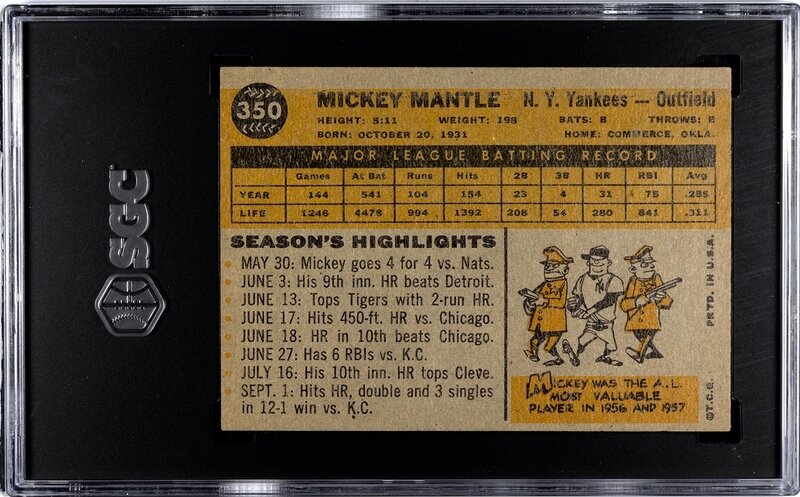 350
MICKEY MANTLE N. Y. Yankees — Outfield
HEIGHT: 5:11 WEIGHT: 198 BATS: B THROWS: R
BORN: OCTOBER 20, 1931 HOME: COMMERCE, OKLA.
MAJOR LEAGUE BATTING RECORD
Games At Bat Runs Hits 2B 3B HR RBI Avg
YEAR 144 541 104 154 23 4 31 75 .285
LIFE 1246 4478 994 1392 208 54 280 841 .311
SEASON'S HIGHLIGHTS
MAY 30: Mickey goes 4 for 4 vs. Nats.
JUNE 3: His 9th inn. HR beats Detroit.
JUNE 13: Tops Tigers with 2-run HR.
JUNE 17: Hits 450-ft. HR vs. Chicago.
JUNE 18: HR in 10th beats Chicago.
JUNE 27: Has 6 RBIs vs. K.C.
JULY 16: His 10th inn. HR tops Cleve.
SEPT. 1: Hits HR, double and 3 singles
in 12-1 win vs. K.C.
MICKEY WAS THE A.L.
MOST VALUABLE
PLAYER IN 1956 AND 1957
©T.C.G. PRTD. IN U.S.A.
SGC